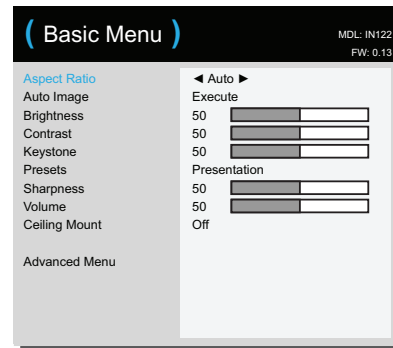 ( Basic Menu )
MDL: IN122
FW: 0.13
Aspect Ratio ◄ Auto ►
Auto Image Execute
Brightness 50
Contrast 50
Keystone 50
Presets Presentation
Sharpness 50
Volume 50
Ceiling Mount Off
Advanced Menu